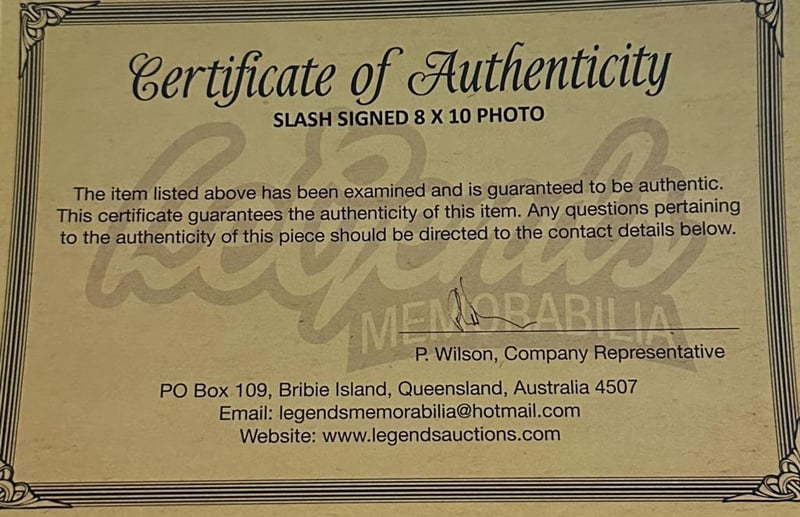 Certificate of Authenticity
SLASH SIGNED 8 X 10 PHOTO
Legends
MEMORABILIA
The item listed above has been examined and is guaranteed to be authentic.
This certificate guarantees the authenticity of this item. Any questions pertaining
to the authenticity of this piece should be directed to the contact details below.
P. Wilson, Company Representative
PO Box 109, Bribie Island, Queensland, Australia 4507
Email: legendsmemorabilia@hotmail.com
Website: www.legendsauctions.com